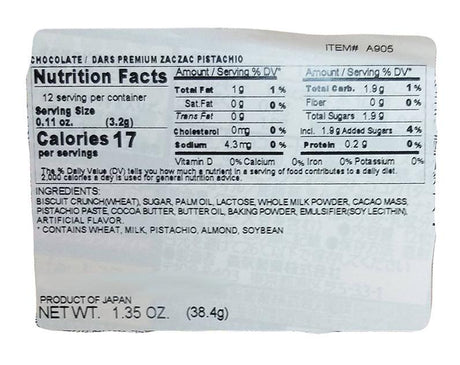 ITEM# A905
CHOCOLATE / DARS PREMIUM ZACZAC PISTACHIO
Nutrition Facts
12 serving per container
Serving Size
0.11 oz. (3.2g)
Calories 17
per servings
Amount / Serving % DV* Amount / Serving % DV*
Total Fat 1g 1% Total Carb. 1.9g 1%
Sat.Fat 0g 0% Fiber 0g 0%
Trans Fat 0g Total Sugars 1.9g
Cholesterol 0mg 0% Incl. 1.9g Added Sugars 4%
Sodium 4.3mg 0% Protein 0.2g 0%
Vitamin D 0% Calcium 0% Iron 0% Potassium 0%
The % Daily Value (DV) tells you how much a nutrient in a serving of food contributes to a daily diet.
2,000 calories a day is used for general nutrition advice.
INGREDIENTS:
BISCUIT CRUNCH(WHEAT), SUGAR, PALM OIL, LACTOSE, WHOLE MILK POWDER, CACAO MASS,
PISTACHIO PASTE, COCOA BUTTER, BUTTER OIL, BAKING POWDER, EMULSIFIER(SOY LECITHIN),
ARTIFICIAL FLAVOR.
* CONTAINS WHEAT, MILK, PISTACHIO, ALMOND, SOYBEAN
PRODUCT OF JAPAN
NET WT. 1.35 OZ. (38.4g)